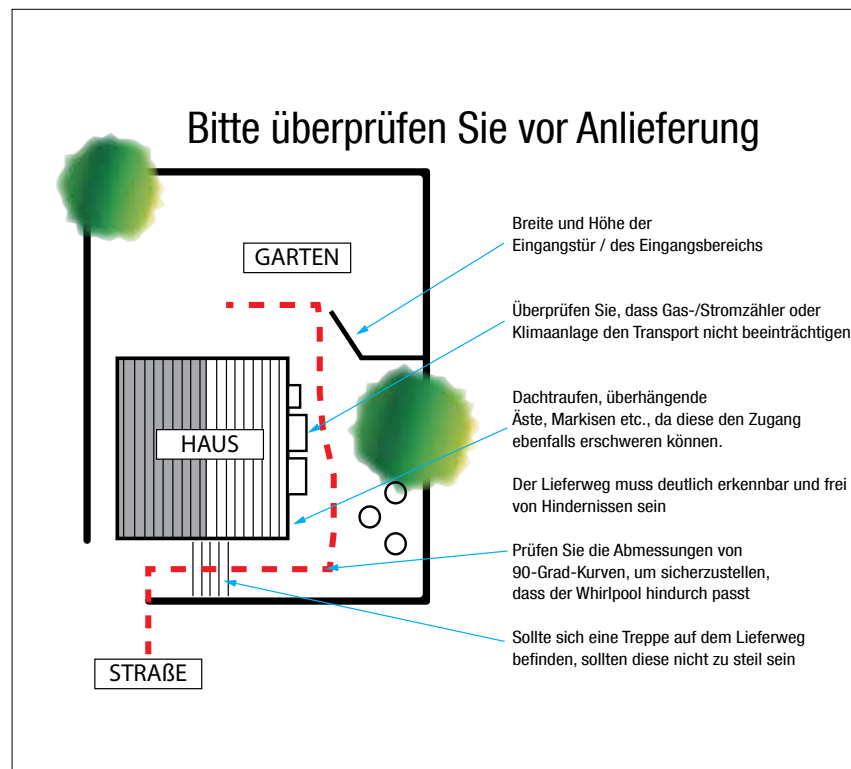 Bitte überprüfen Sie vor Anlieferung
GARTEN
HAUS
STRAßE
Breite und Höhe der
Eingangstür / des Eingangsbereichs
Überprüfen Sie, dass Gas-/Stromzähler oder
Klimaanlage den Transport nicht beeinträchtigen
Dachtraufen, überhängende
Äste, Markisen etc., da diese den Zugang
ebenfalls erschweren können.
Der Lieferweg muss deutlich erkennbar und frei
von Hindernissen sein
Prüfen Sie die Abmessungen von
90-Grad-Kurven, um sicherzustellen,
dass der Whirlpool hindurch passt
Sollte sich eine Treppe auf dem Lieferweg
befinden, sollten diese nicht zu steil sein